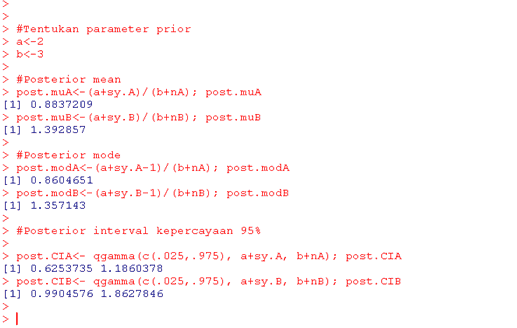 >
>
> #Tentukan parameter prior
> a<-2
> b<-3
>
> #Posterior mean
> post.muA<-(a+sy.A)/(b+nA); post.muA
[1] 0.8837209
> post.muB<-(a+sy.B)/(b+nB); post.muB
[1] 1.392857
>
> #Posterior mode
> post.modA<-(a+sy.A-1)/(b+nA); post.modA
[1] 0.8604651
> post.modB<-(a+sy.B-1)/(b+nB); post.modB
[1] 1.357143
>
> #Posterior interval kepercayaan 95%
>
> post.CIA<- qgamma(c(.025,.975), a+sy.A, b+nA); post.CIA
[1] 0.6253735 1.1860378
> post.CIB<- qgamma(c(.025,.975), a+sy.B, b+nB); post.CIB
[1] 0.9904576 1.8627846
>
>